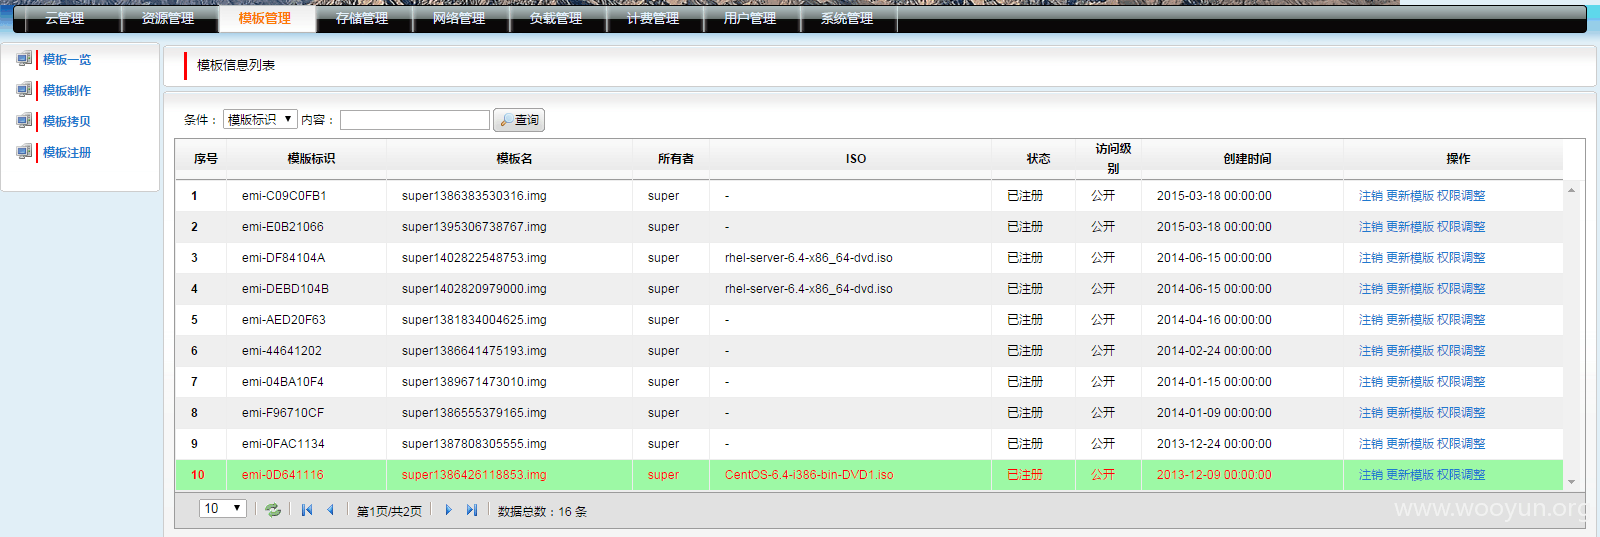 云管理 资源管理 模板管理 存储管理 网络管理 负载管理 计费管理 用户管理 系统管理
模板一览
模板制作
模板拷贝
模板注册
模板信息列表
条件： 模版标识 内容： 查询
序号 模版标识 模板名 所有者 ISO 状态 访问级别 创建时间 操作
1 emi-C09C0FB1 super1386383530316.img super - 已注册 公开 2015-03-18 00:00:00 注销 更新模版 权限调整
2 emi-E0B21066 super1395306738767.img super - 已注册 公开 2015-03-18 00:00:00 注销 更新模版 权限调整
3 emi-DF84104A super1402822548753.img super rhel-server-6.4-x86_64-dvd.iso 已注册 公开 2014-06-15 00:00:00 注销 更新模版 权限调整
4 emi-DEBD104B super1402820979000.img super rhel-server-6.4-x86_64-dvd.iso 已注册 公开 2014-06-15 00:00:00 注销 更新模版 权限调整
5 emi-AED20F63 super1381834004625.img super - 已注册 公开 2014-04-16 00:00:00 注销 更新模版 权限调整
6 emi-44641202 super1386641475193.img super - 已注册 公开 2014-02-24 00:00:00 注销 更新模版 权限调整
7 emi-04BA10F4 super1389671473010.img super - 已注册 公开 2014-01-15 00:00:00 注销 更新模版 权限调整
8 emi-F96710CF super1386555379165.img super - 已注册 公开 2014-01-09 00:00:00 注销 更新模版 权限调整
9 emi-0FAC1134 super1387808305555.img super - 已注册 公开 2013-12-24 00:00:00 注销 更新模版 权限调整
10 emi-0D641116 super1386426118853.img super CentOS-6.4-i386-bin-DVD1.iso 已注册 公开 2013-12-09 00:00:00 注销 更新模版 权限调整
10 第1页/共2页 数据总数：16 条
www.wooyun.org